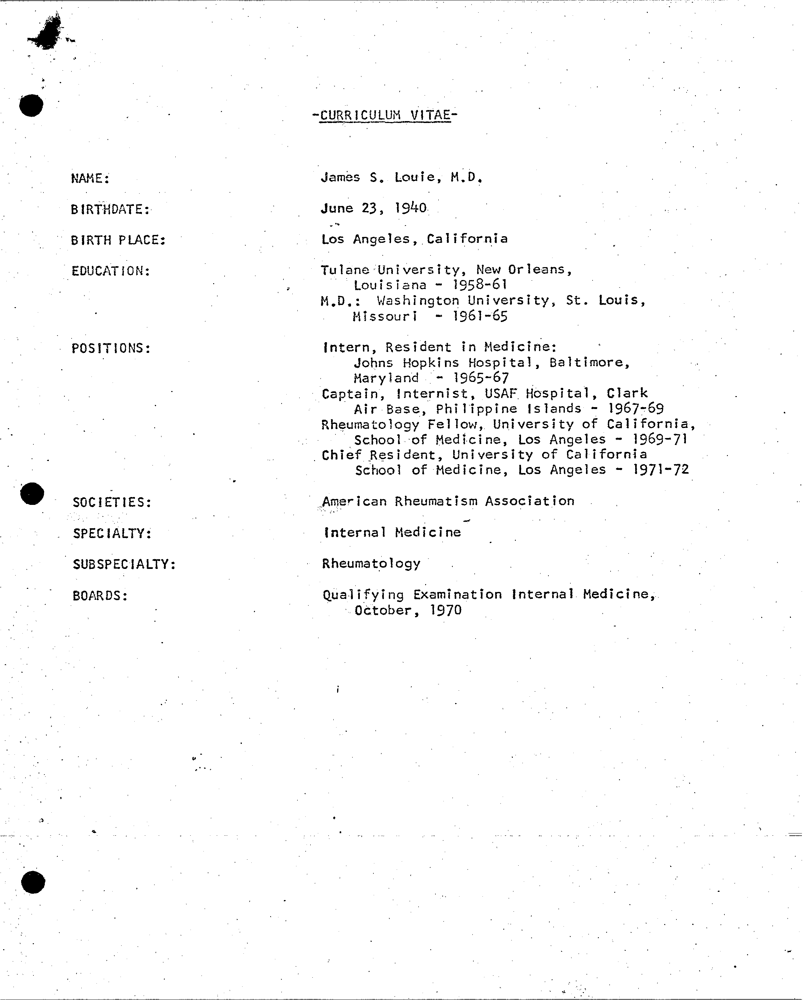 -CURRICULUM VITAE-
NAME: James S. Louie, M.D.
BIRTHDATE: June 23, 1940
BIRTH PLACE: Los Angeles, California
EDUCATION: Tulane University, New Orleans,
Louisiana - 1958-61
M.D.: Washington University, St. Louis,
Missouri - 1961-65
POSITIONS: Intern, Resident in Medicine:
Johns Hopkins Hospital, Baltimore,
Maryland - 1965-67
Captain, Internist, USAF Hospital, Clark
Air Base, Philippine Islands - 1967-69
Rheumatology Fellow, University of California,
School of Medicine, Los Angeles - 1969-71
Chief Resident, University of California
School of Medicine, Los Angeles - 1971-72
SOCIETIES: American Rheumatism Association
SPECIALTY: Internal Medicine
SUBSPECIALTY: Rheumatology
BOARDS: Qualifying Examination Internal Medicine,
October, 1970